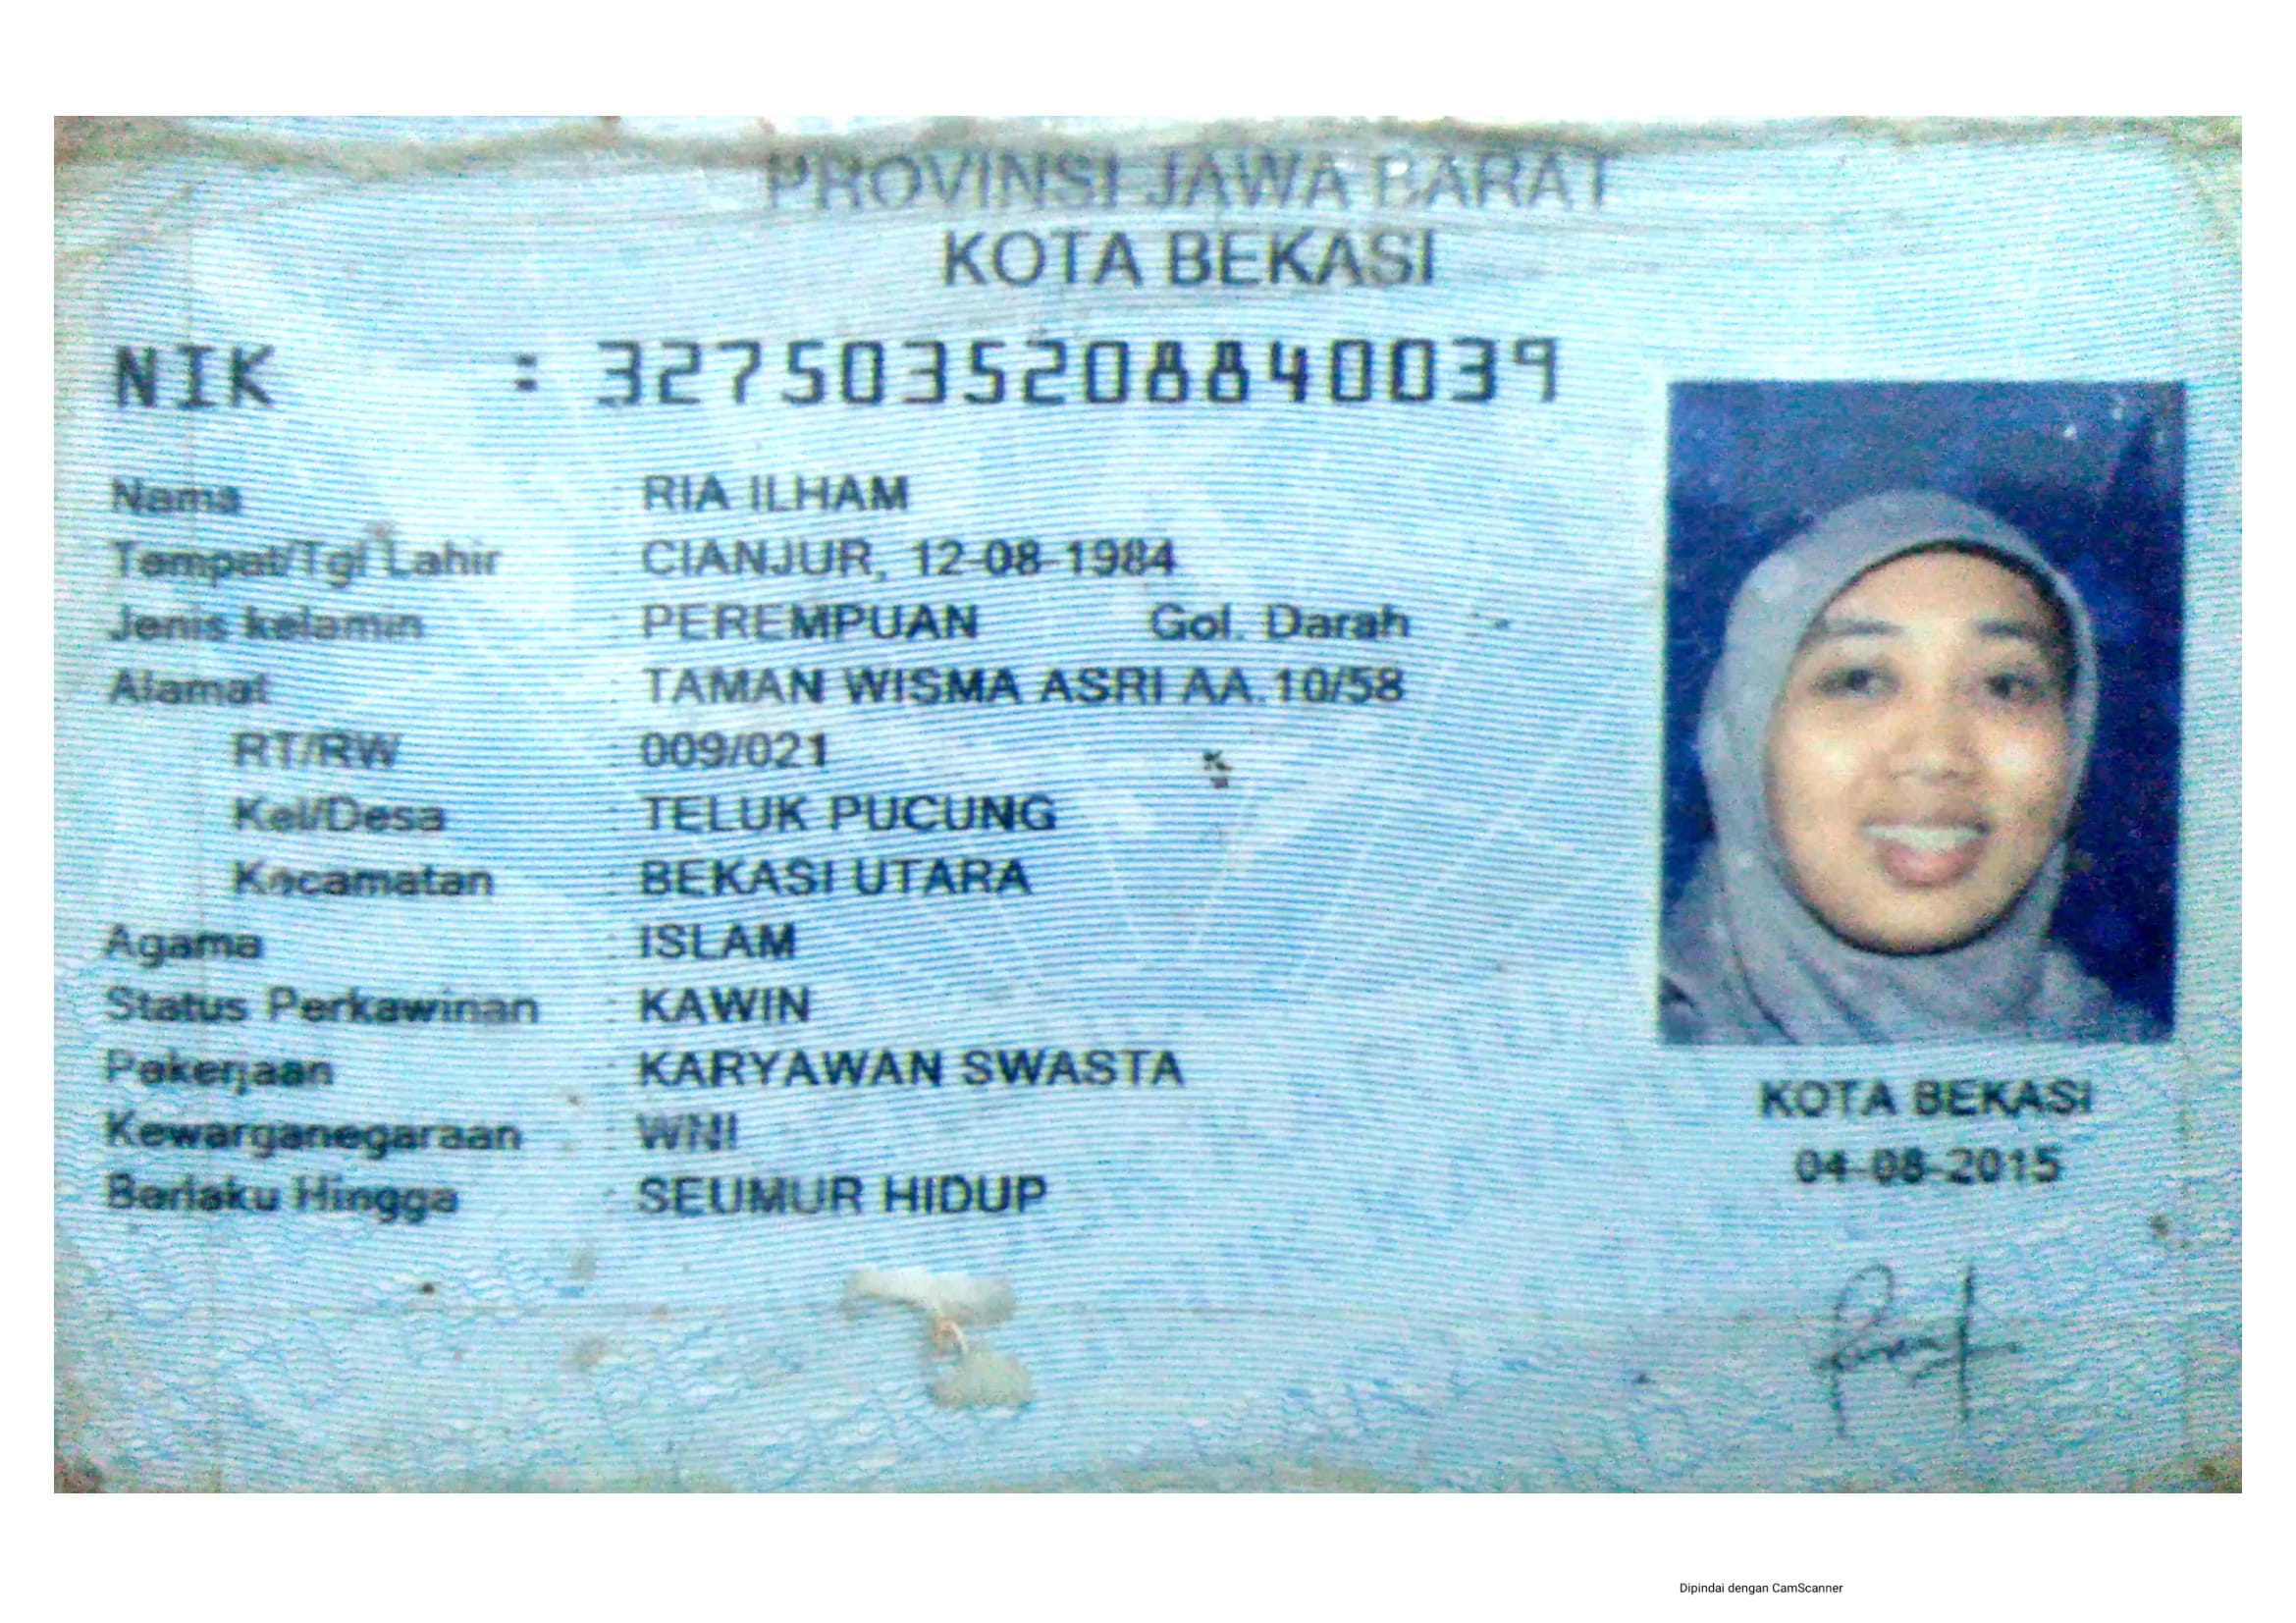 PROVINSI JAWA BARAT
KOTA BEKASI
NIK : 3275035208840039
Nama : RIA ILHAM
Tempat/Tgl Lahir : CIANJUR, 12-08-1984
Jenis kelamin : PEREMPUAN Gol. Darah : -
Alamat : TAMAN WISMA ASRI AA.10/58
RT/RW : 009/021
Kel/Desa : TELUK PUCUNG
Kecamatan : BEKASI UTARA
Agama : ISLAM
Status Perkawinan : KAWIN
Pekerjaan : KARYAWAN SWASTA
Kewarganegaraan : WNI
Berlaku Hingga : SEUMUR HIDUP
KOTA BEKASI
04-08-2015
Dipindai dengan CamScanner